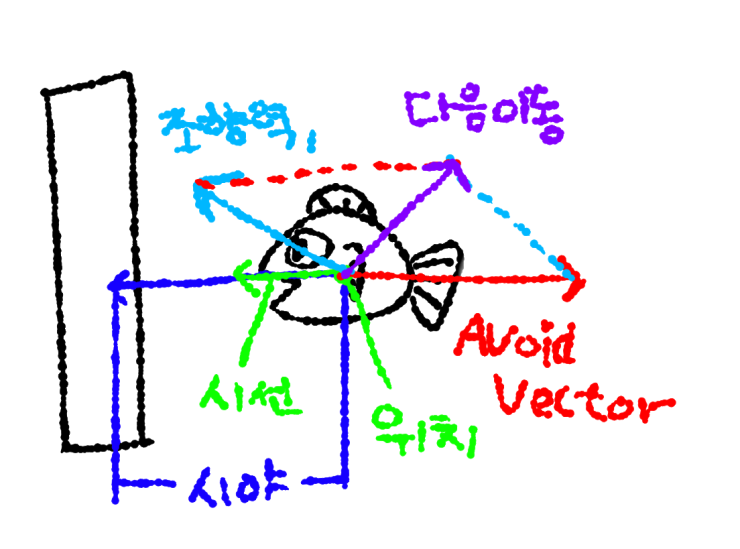 조향력,
다음이동
시선
위치
Avoid
Vector
시야